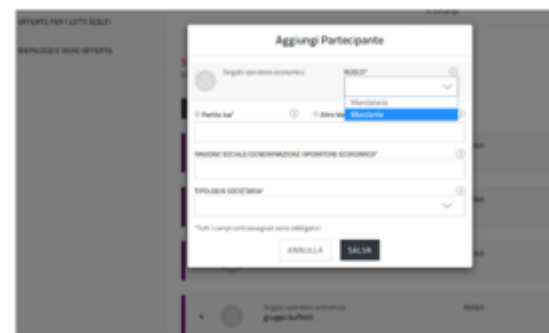 OFFERTE PER I LOTTI SCELTI
RIEPILOGO E INVIO OFFERTA
Aggiungi Partecipante
Singolo operatore economico
RUOLO*
Mandataria
Mandante
Partita Iva*
Altro
RAGIONE SOCIALE/DENOMINAZIONE OPERATORE ECONOMICO*
TIPOLOGIA SOCIETARIA*
*Tutti i campi contrassegnati sono obbligatori
ANNULLA
SALVA
Singolo operatore economico
RUOLO
gruppo buffetti